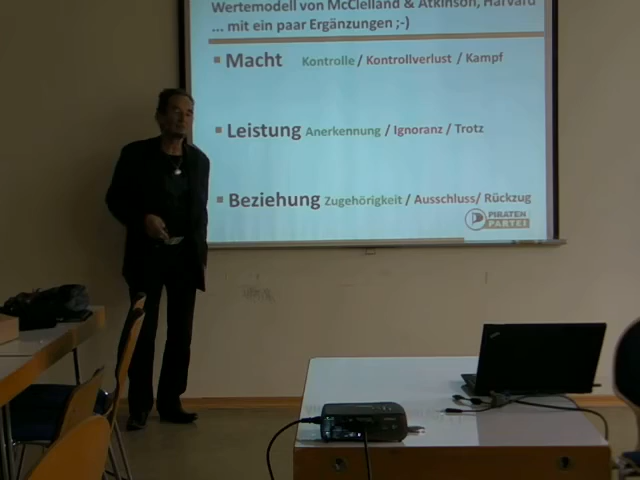 Wertemodell von McClelland & Atkinson, Harvard
... mit ein paar Ergänzungen ;-)
Macht Kontrolle / Kontrollverlust / Kampf
Leistung Anerkennung / Ignoranz / Trotz
Beziehung Zugehörigkeit / Ausschluss/ Rückzug
PIRATEN
PARTEI